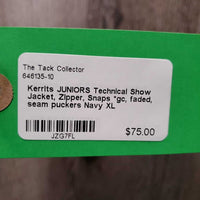 The Tack Collector
646135-10
Kerrits JUNIORS Technical Show
Jacket, Zipper, Snaps *gc, faded,
seam puckers Navy XL
JZG7FL
$75.00